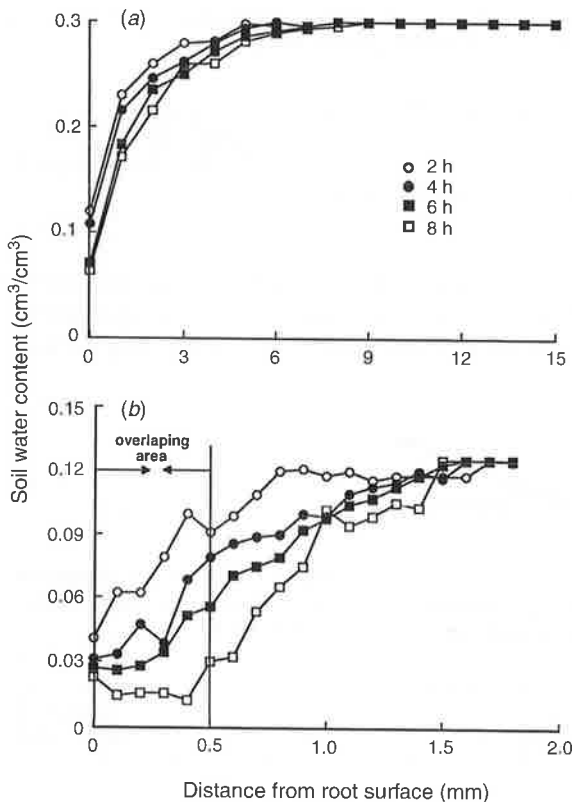 (a)
0.3
0.2
0.1
0
2 h
4 h
6 h
8 h
0 3 6 9 12 15
Soil water content (cm³/cm³)
(b)
0.15
0.12
0.09
0.06
0.03
0
overlaping
area
0 0.5 1.0 1.5 2.0
Distance from root surface (mm)